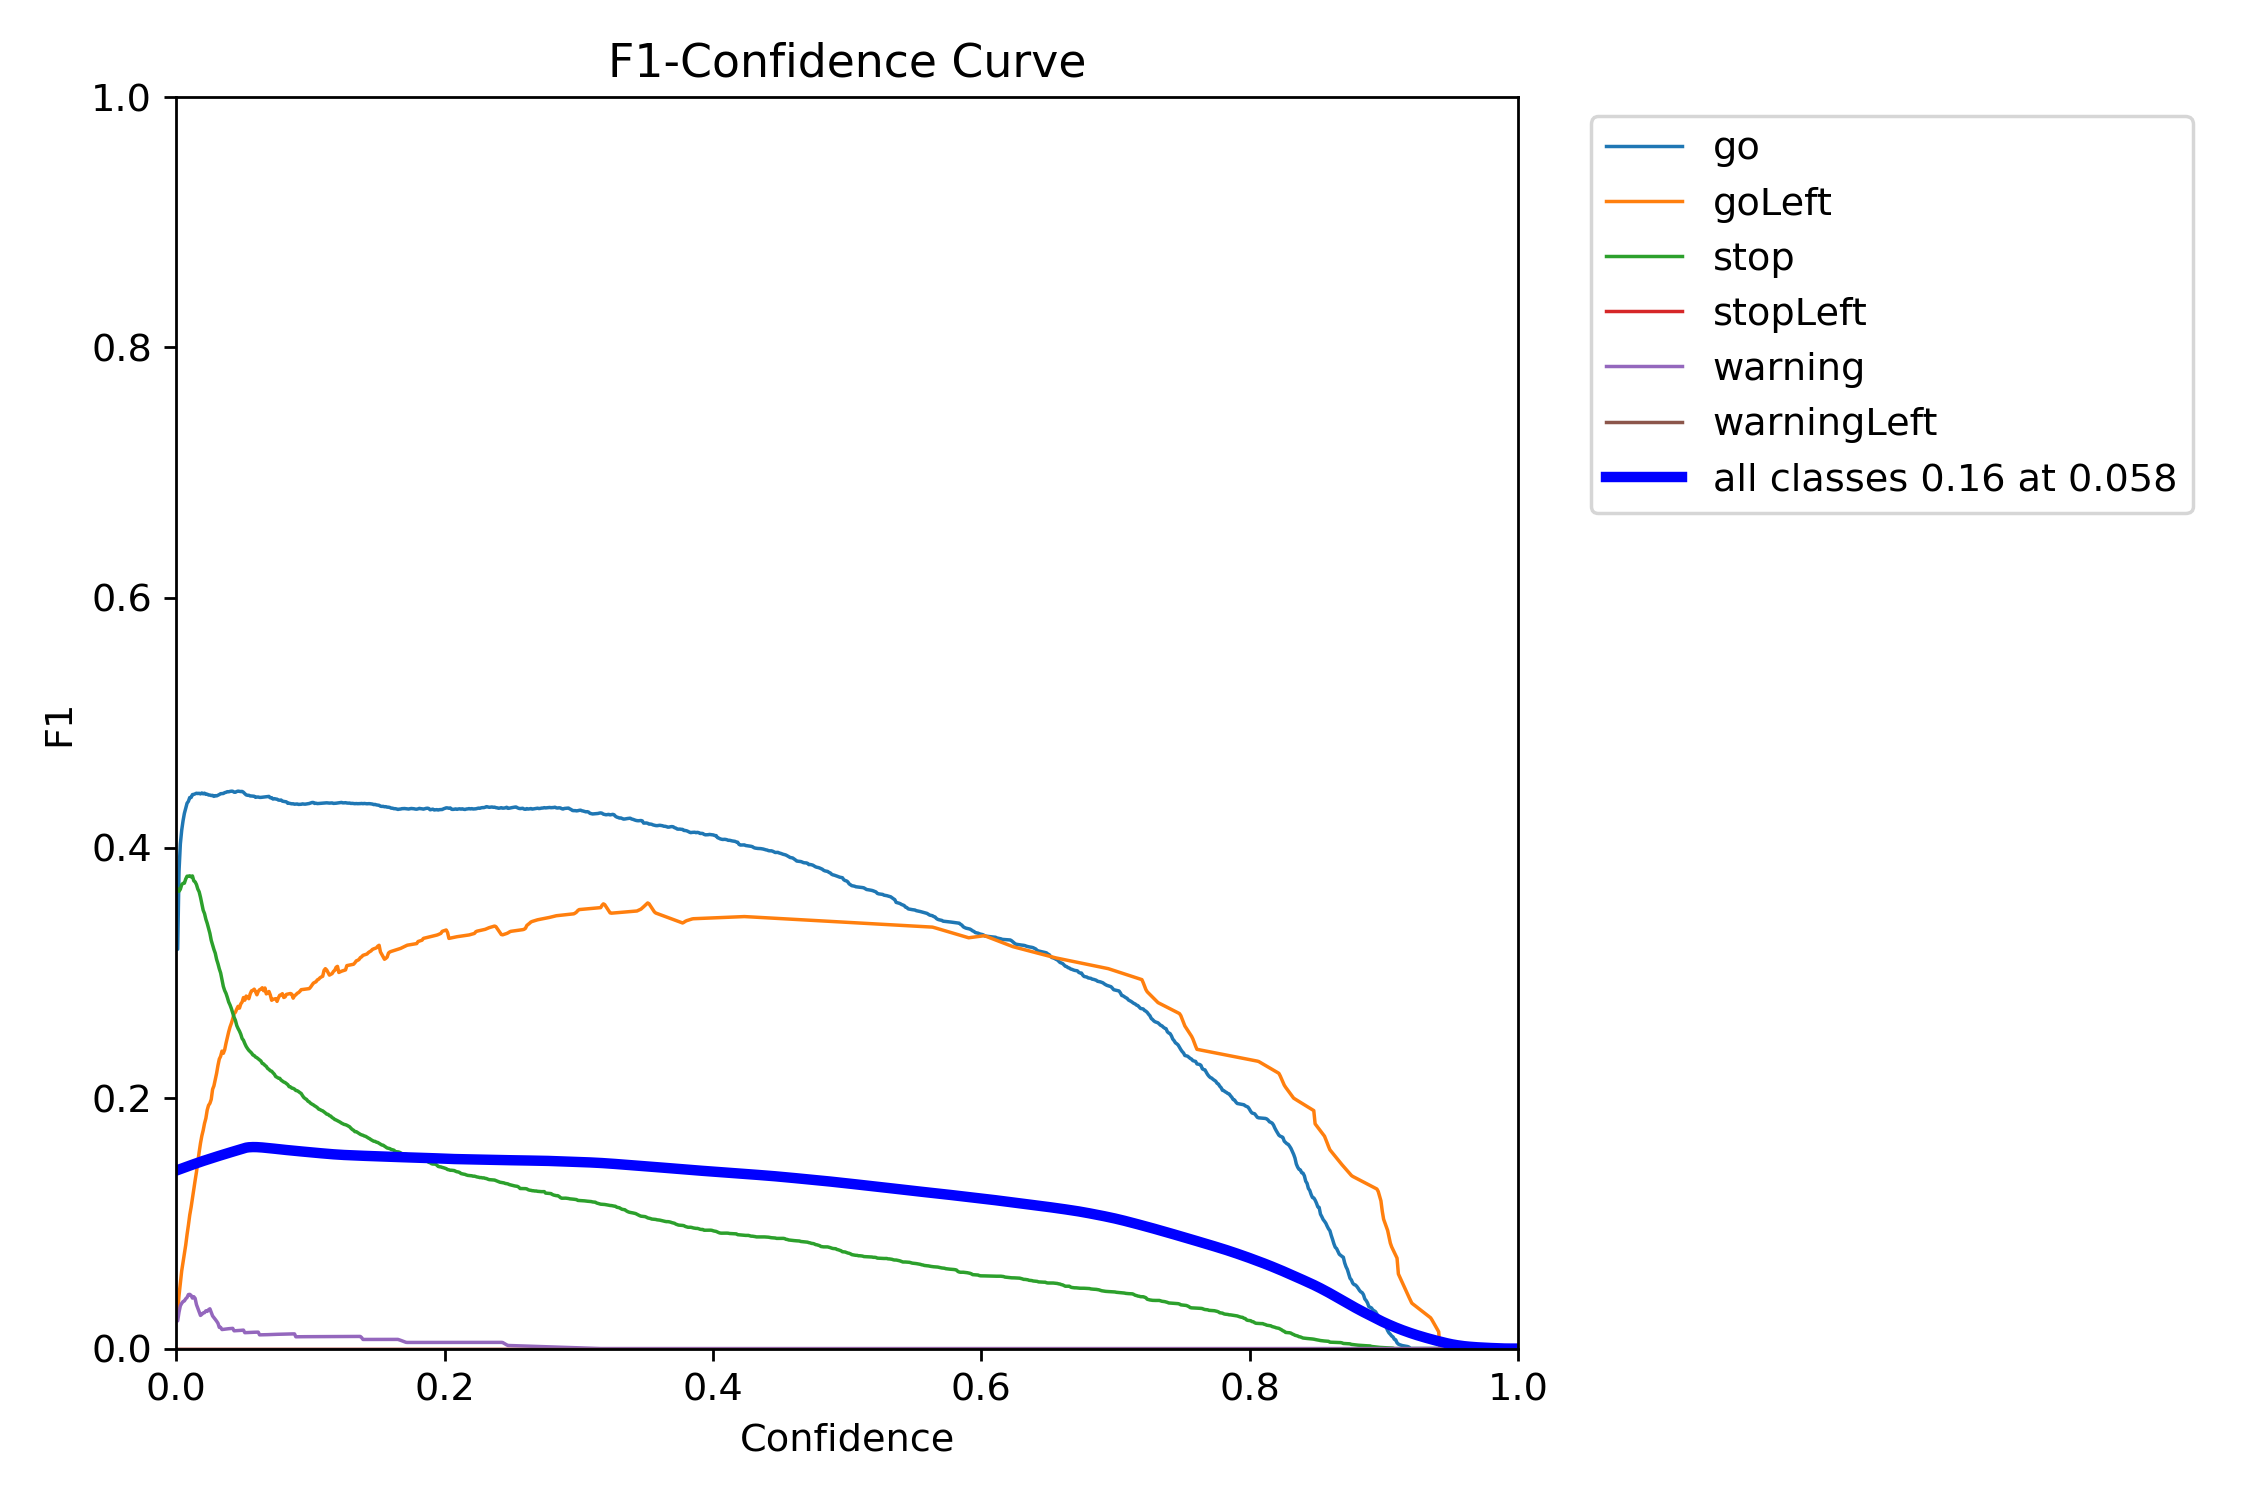 F1-Confidence Curve
1.0
0.8
0.6
0.4
0.2
0.0
F1
0.0 0.2 0.4 0.6 0.8 1.0
Confidence
go
goLeft
stop
stopLeft
warning
warningLeft
all classes 0.16 at 0.058